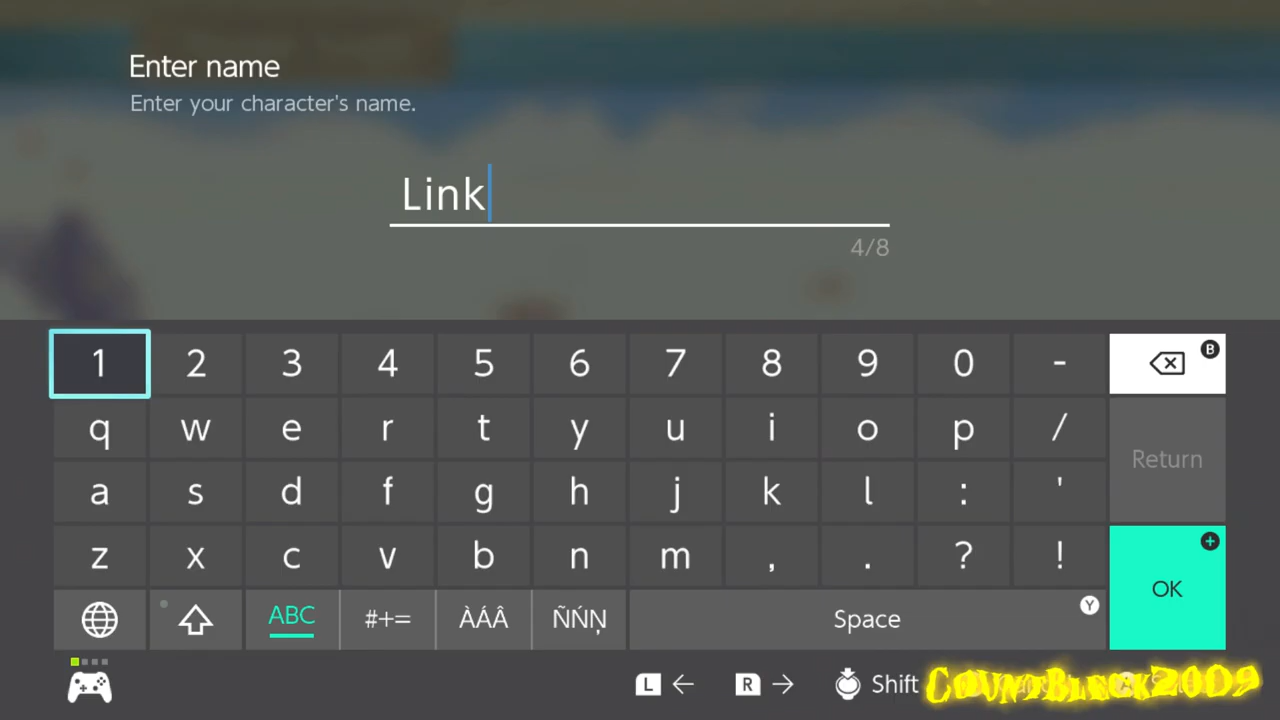 Enter name
Enter your character's name.
Link
4/8
1 2 3 4 5 6 7 8 9 0 - B
q w e r t y u i o p /
Return
a s d f g h j k l : '
z x c v b n m , . ? ! +
OK
ABC #+= ÀÁÂ ÑŃŅ Space Y
L ← R → Shift